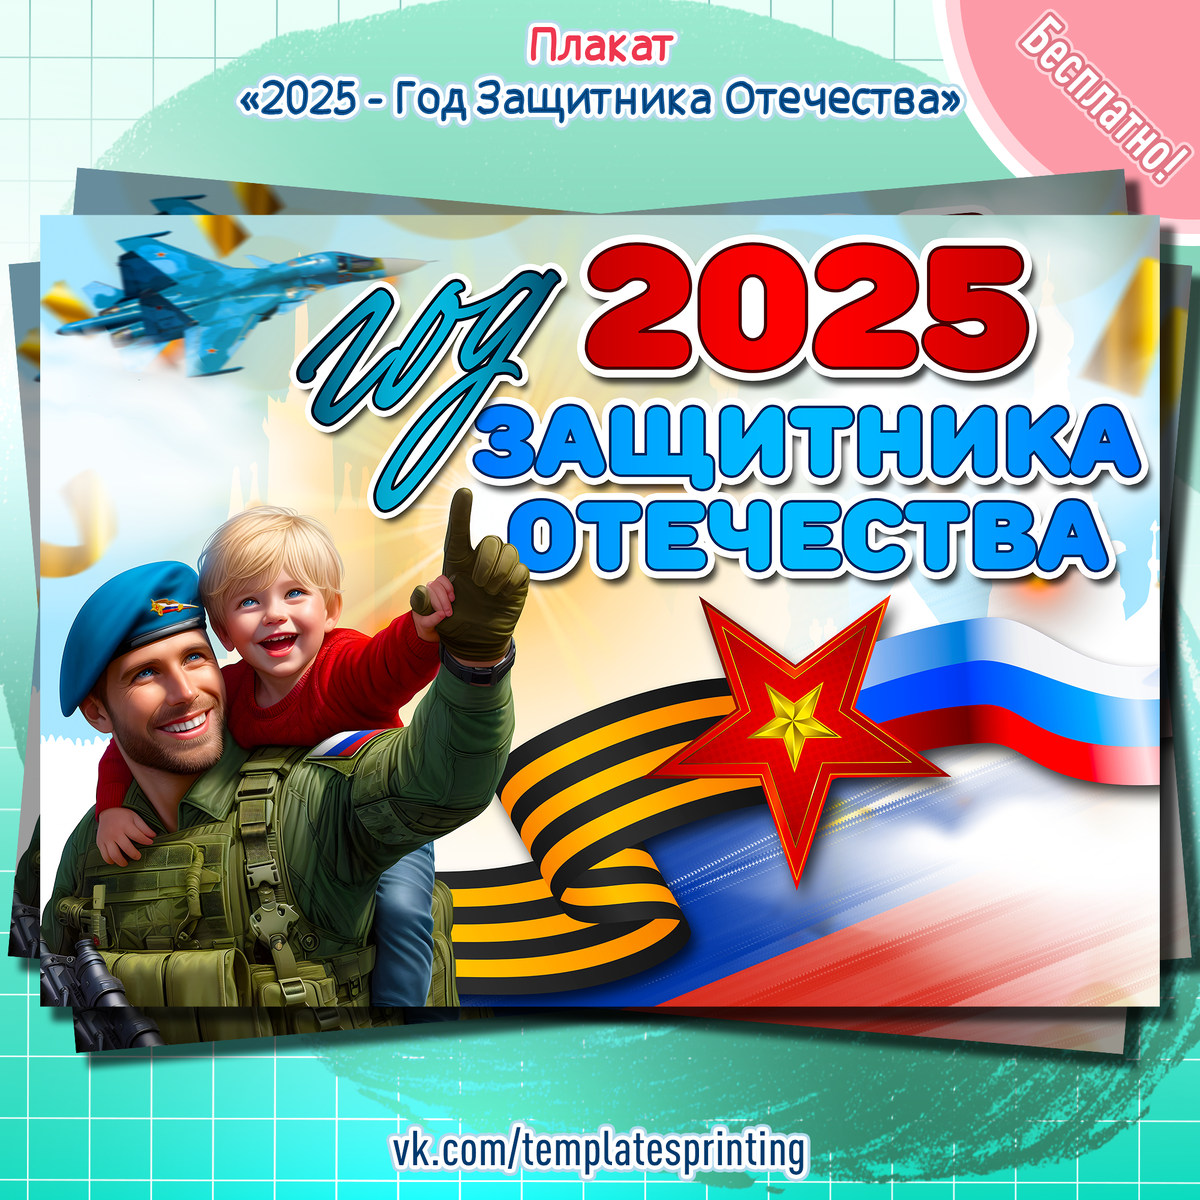 Плакат
«2025 - Год Защитника Отечества»
Бесплатно!
год 2025
ЗАЩИТНИКА
ОТЕЧЕСТВА
vk.com/templatesprinting